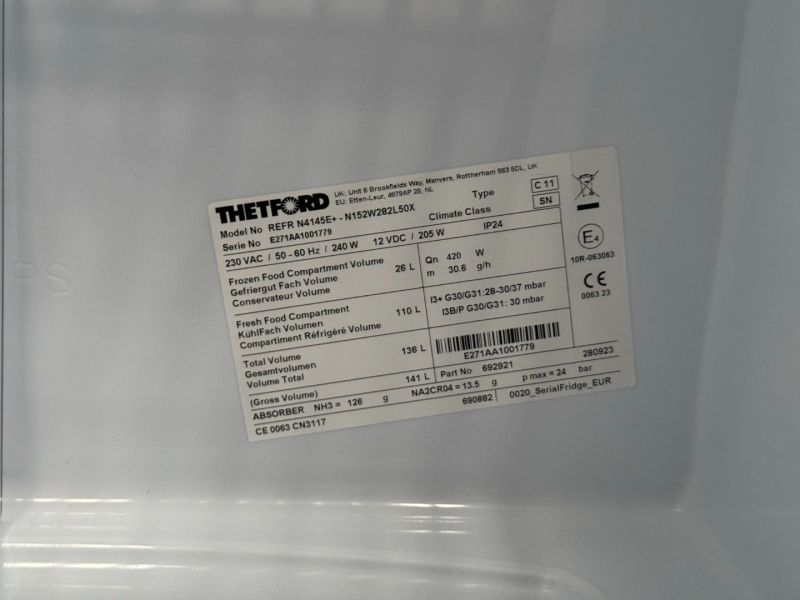 THETFORD
UK: Unit 6 Brookfields Way, Manvers, Rottherham S63 5DL, UK
EU: Etten-Leur, 4879AP 29, NL
Model No REFR N4145E+ - N152W282L50X Type C 11
Serie No E271AA1001779 Climate Class SN
230 VAC / 50 - 60 Hz / 240 W 12 VDC / 205 W IP24
Frozen Food Compartment Volume
Gefriergut Fach Volume 26 L
Conservateur Volume
Qn 420 W
m 30.6 g/h
Fresh Food Compartment
KühlFach Volumen 110 L
Compartiment Réfrigéré Volume
I3+ G30/G31:28-30/37 mbar
I3B/P G30/G31: 30 mbar
Total Volume
Gesamtvolumen 136 L
Volume Total
E271AA1001779
(Gross Volume) 141 L Part No 692921 280923
ABSORBER NH3 = 126 g NA2CR04 = 13.5 g p max = 24 bar
CE 0063 CN3117 690882 0020_SerialFridge_EUR
E4
10R-063063
CE
0063 23
PS